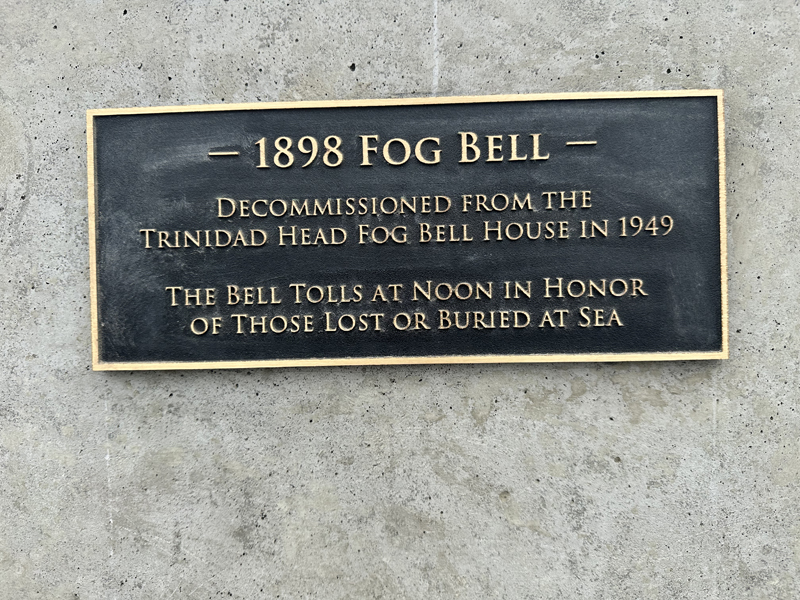 — 1898 Fog Bell —
Decommissioned from the
Trinidad Head Fog Bell House in 1949
The Bell Tolls at Noon in Honor
of Those Lost or Buried at Sea